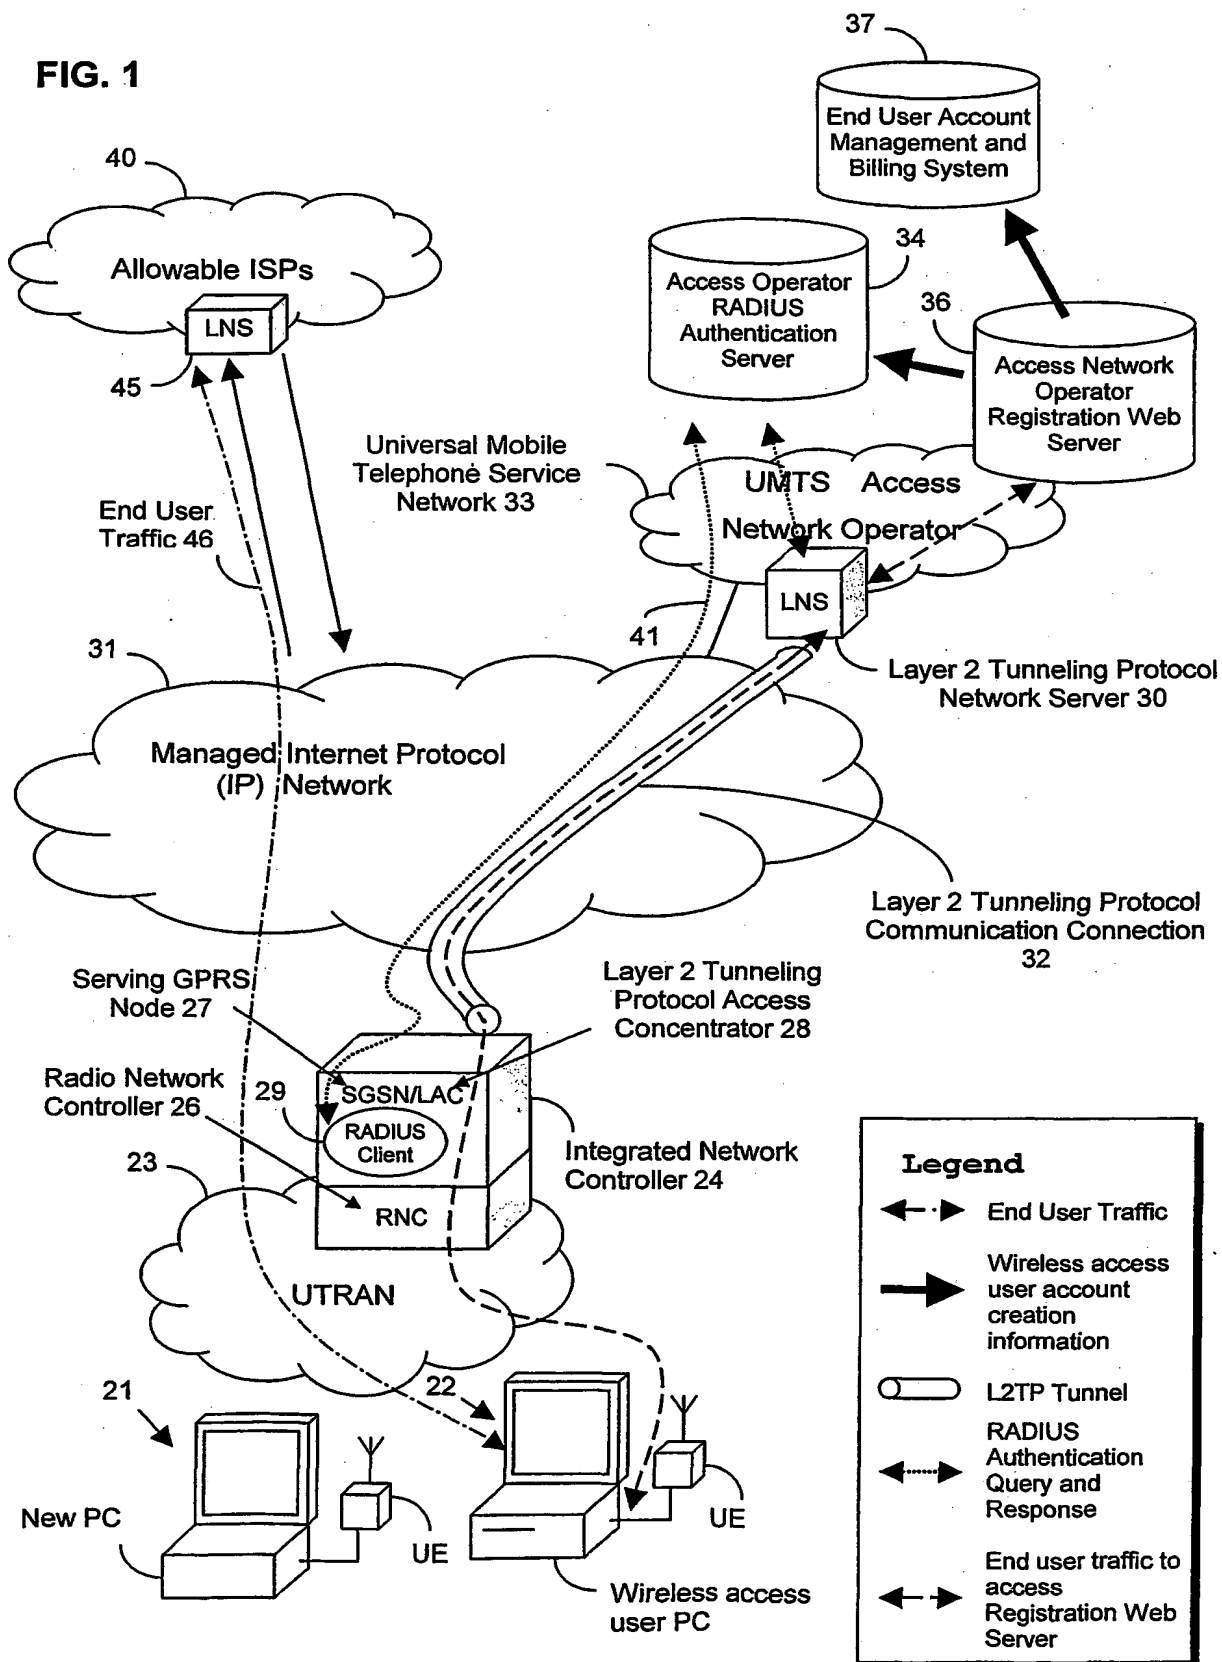 FIG. 1
37
End User Account
Management and
Billing System
40
Allowable ISPs
LNS
45
34
Access Operator
RADIUS
Authentication
Server
36
Access Network
Operator
Registration Web
Server
Universal Mobile
Telephone Service
Network 33
UMTS Access
Network Operator
End User
Traffic 46
LNS
41
31
Layer 2 Tunneling Protocol
Network Server 30
Managed Internet Protocol
(IP) Network
Layer 2 Tunneling Protocol
Communication Connection
32
Serving GPRS
Node 27
Layer 2 Tunneling
Protocol Access
Concentrator 28
Radio Network
Controller 26
29
SGSN/LAC
RADIUS
Client
Integrated Network
Controller 24
23
RNC
UTRAN
21
22
New PC
UE
UE
Wireless access
user PC
Legend
End User Traffic
Wireless access
user account
creation
information
L2TP Tunnel
RADIUS
Authentication
Query and
Response
End user traffic to
access
Registration Web
Server